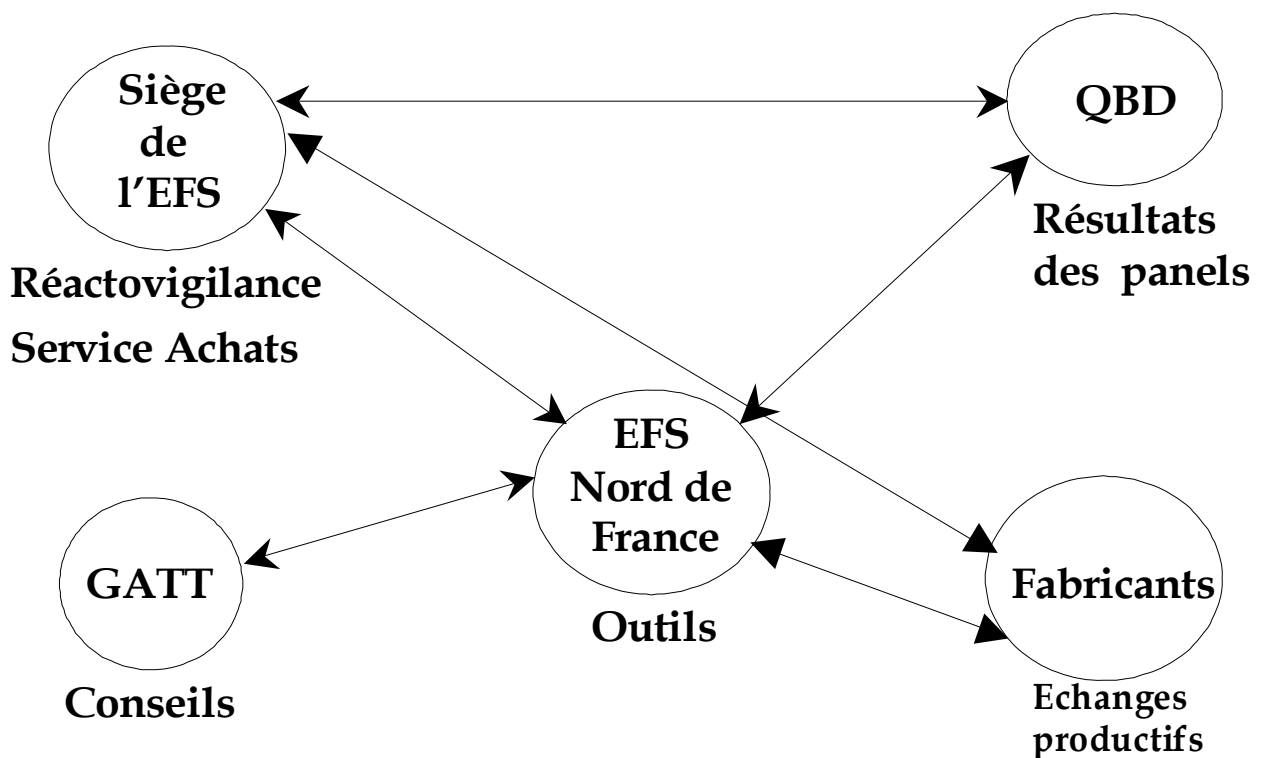 Siège
de
l’EFS
QBD
Réactovigilance
Service Achats
Résultats
des panels
EFS
Nord de
France
Outils
GATT
Conseils
Fabricants
Echanges
productifs